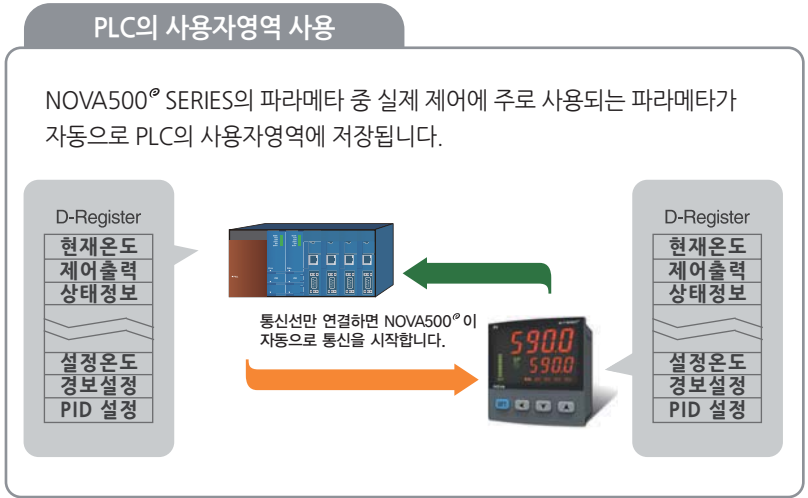 PLC의 사용자영역 사용
NOVA500 SERIES의 파라메타 중 실제 제어에 주로 사용되는 파라메타가
자동으로 PLC의 사용자영역에 저장됩니다.
D-Register
현재온도
제어출력
상태정보
설정온도
경보설정
PID 설정
통신선만 연결하면 NOVA500 이
자동으로 통신을 시작합니다.
590.0
590.0
D-Register
현재온도
제어출력
상태정보
설정온도
경보설정
PID 설정